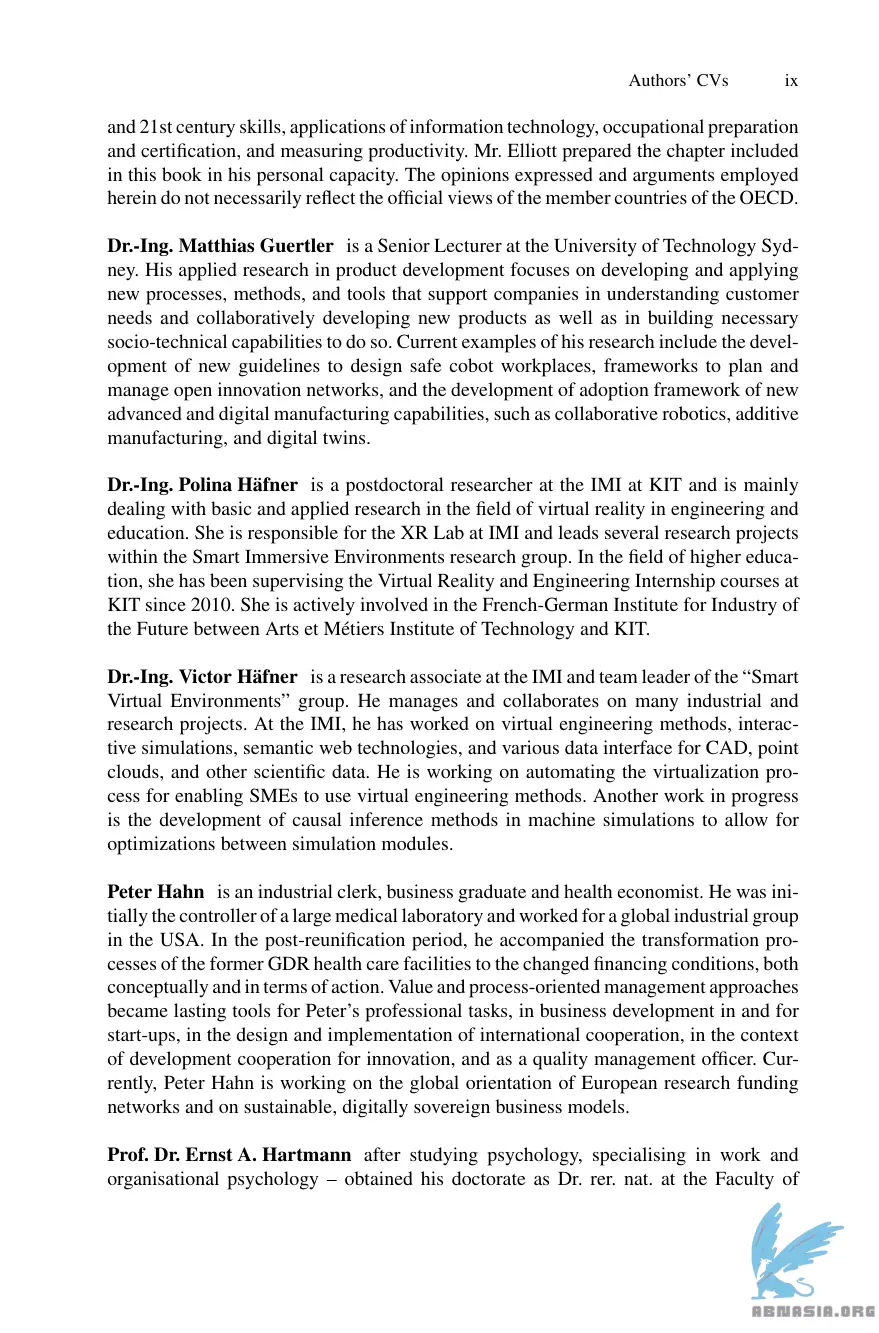 Authors' CVs ix
and 21st century skills, applications of information technology, occupational preparation
and certification, and measuring productivity. Mr. Elliott prepared the chapter included
in this book in his personal capacity. The opinions expressed and arguments employed
herein do not necessarily reflect the official views of the member countries of the OECD.
Dr.-Ing. Matthias Guertler is a Senior Lecturer at the University of Technology Syd-
ney. His applied research in product development focuses on developing and applying
new processes, methods, and tools that support companies in understanding customer
needs and collaboratively developing new products as well as in building necessary
socio-technical capabilities to do so. Current examples of his research include the devel-
opment of new guidelines to design safe cobot workplaces, frameworks to plan and
manage open innovation networks, and the development of adoption framework of new
advanced and digital manufacturing capabilities, such as collaborative robotics, additive
manufacturing, and digital twins.
Dr.-Ing. Polina Häfner is a postdoctoral researcher at the IMI at KIT and is mainly
dealing with basic and applied research in the field of virtual reality in engineering and
education. She is responsible for the XR Lab at IMI and leads several research projects
within the Smart Immersive Environments research group. In the field of higher educa-
tion, she has been supervising the Virtual Reality and Engineering Internship courses at
KIT since 2010. She is actively involved in the French-German Institute for Industry of
the Future between Arts et Métiers Institute of Technology and KIT.
Dr.-Ing. Victor Häfner is a research associate at the IMI and team leader of the “Smart
Virtual Environments” group. He manages and collaborates on many industrial and
research projects. At the IMI, he has worked on virtual engineering methods, interac-
tive simulations, semantic web technologies, and various data interface for CAD, point
clouds, and other scientific data. He is working on automating the virtualization pro-
cess for enabling SMEs to use virtual engineering methods. Another work in progress
is the development of causal inference methods in machine simulations to allow for
optimizations between simulation modules.
Peter Hahn is an industrial clerk, business graduate and health economist. He was ini-
tially the controller of a large medical laboratory and worked for a global industrial group
in the USA. In the post-reunification period, he accompanied the transformation pro-
cesses of the former GDR health care facilities to the changed financing conditions, both
conceptually and in terms of action. Value and process-oriented management approaches
became lasting tools for Peter's professional tasks, in business development in and for
start-ups, in the design and implementation of international cooperation, in the context
of development cooperation for innovation, and as a quality management officer. Cur-
rently, Peter Hahn is working on the global orientation of European research funding
networks and on sustainable, digitally sovereign business models.
Prof. Dr. Ernst A. Hartmann after studying psychology, specialising in work and
organisational psychology – obtained his doctorate as Dr. rer. nat. at the Faculty of
ABNASIA.ORG